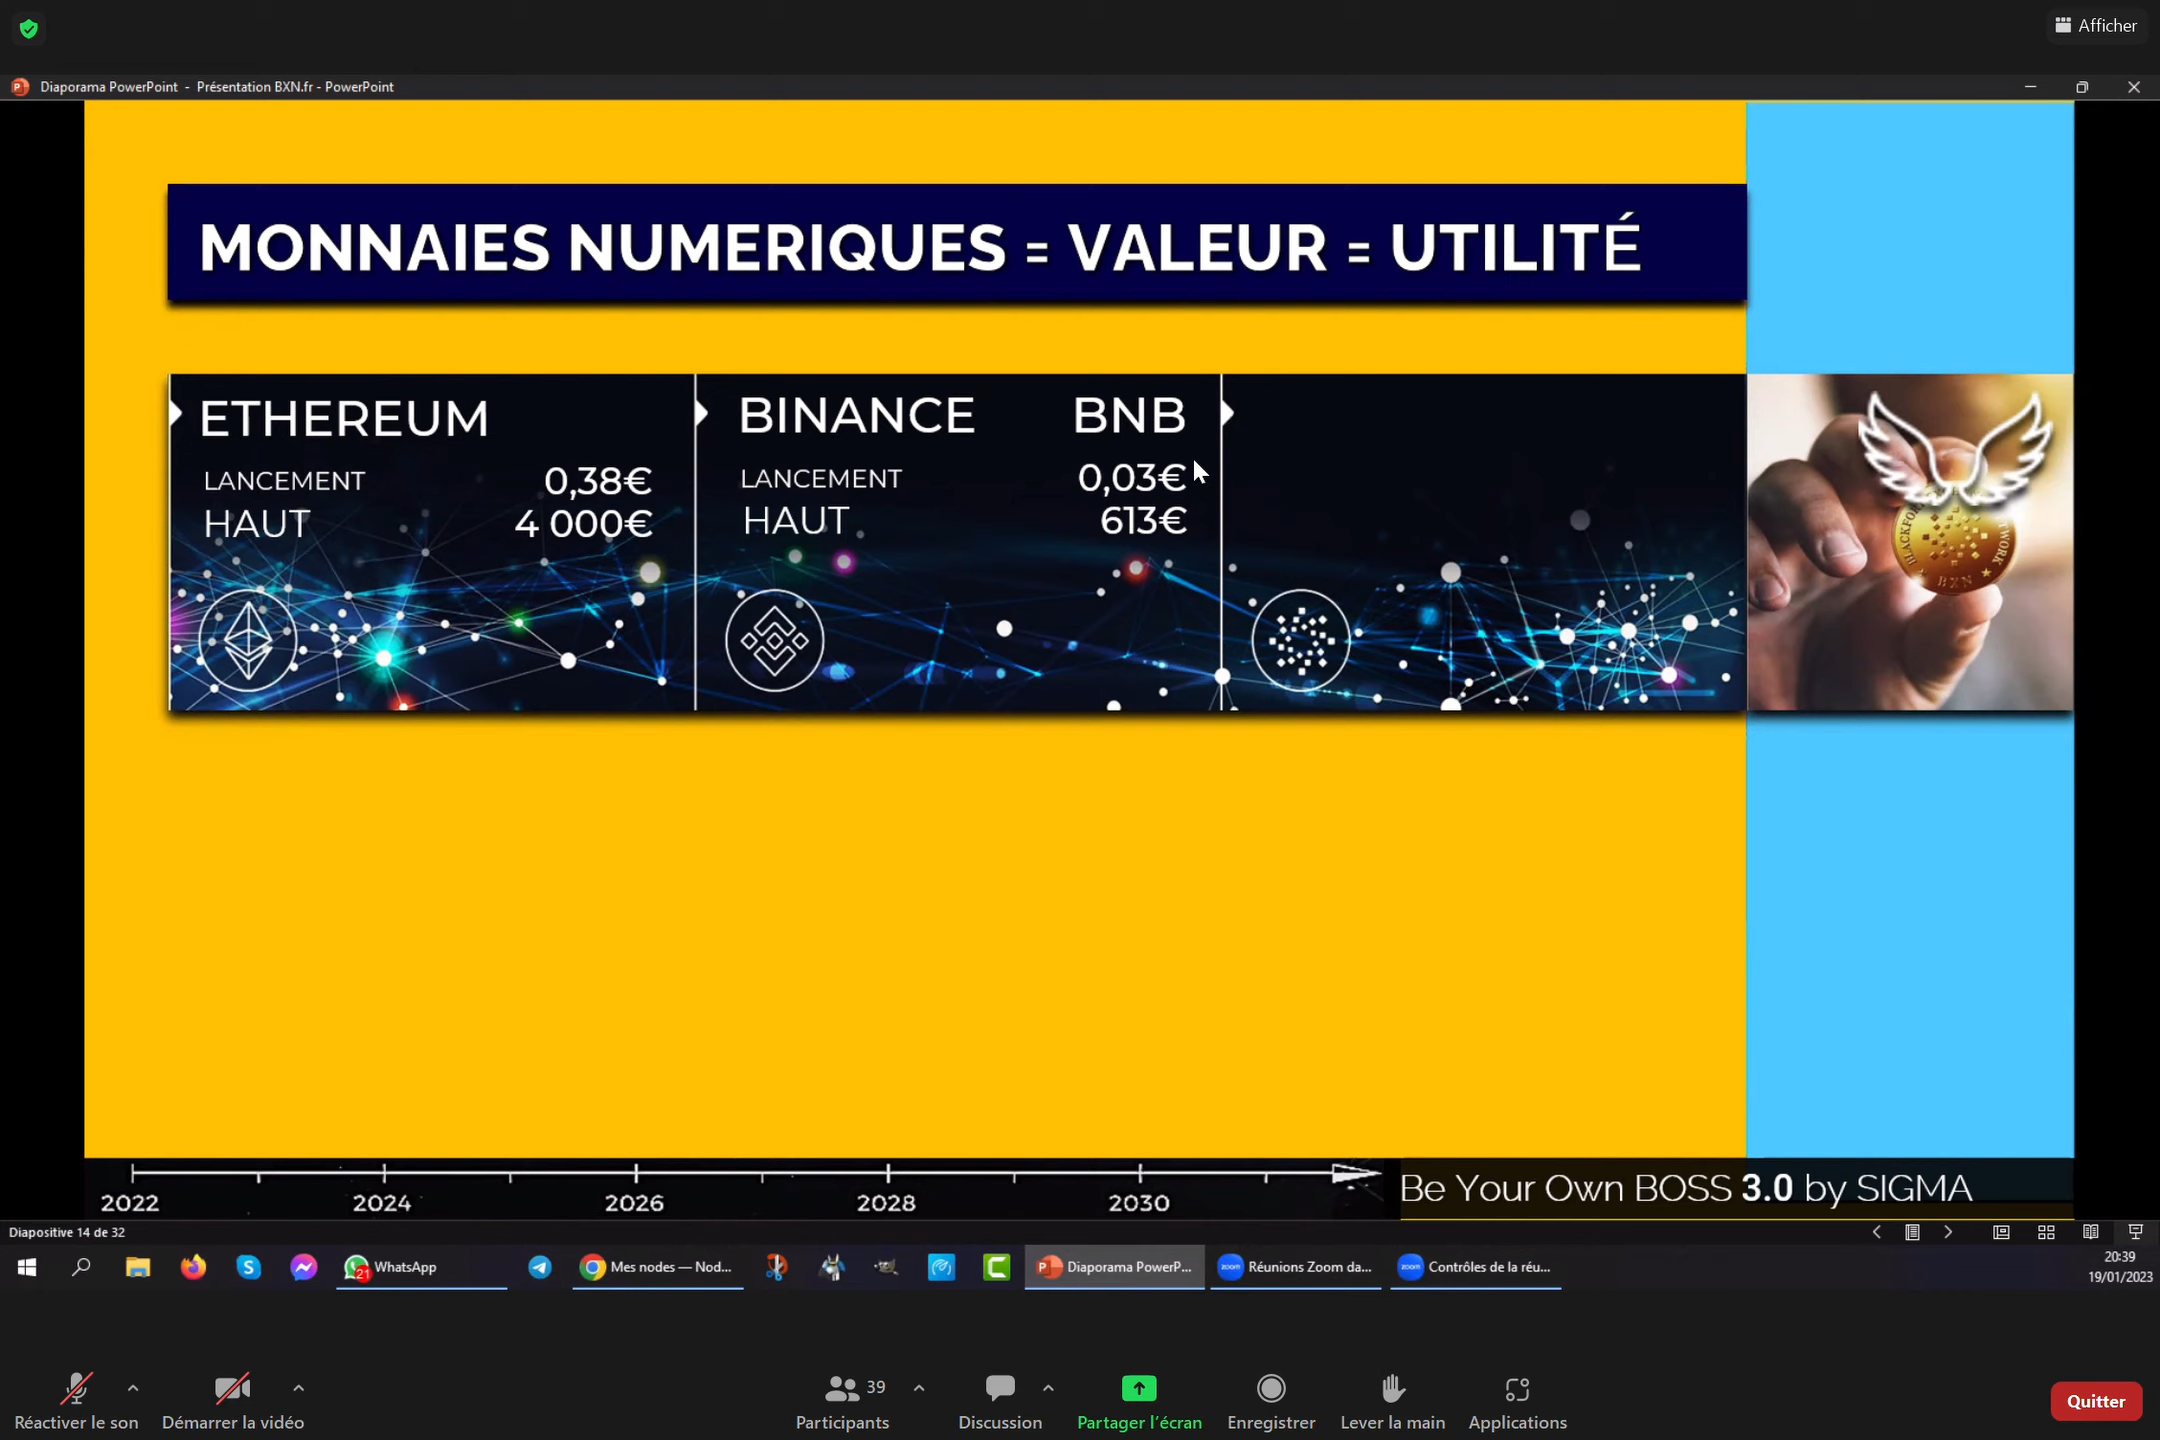 Afficher
Diaporama PowerPoint - Présentation BXN.fr - PowerPoint
MONNAIES NUMERIQUES = VALEUR = UTILITÉ
ETHEREUM
LANCEMENT 0,38€
HAUT 4 000€
BINANCE BNB
LANCEMENT 0,03€
HAUT 613€
BXN
2022 2024 2026 2028 2030
Be Your Own BOSS 3.0 by SIGMA
Diapositive 14 de 32
21 WhatsApp
Mes nodes — Nod...
Diaporama PowerP...
zoom Réunions Zoom da...
zoom Contrôles de la réu...
20:39
19/01/2023
Réactiver le son
Démarrer la vidéo
39
Participants
Discussion
Partager l'écran
Enregistrer
Lever la main
Applications
Quitter